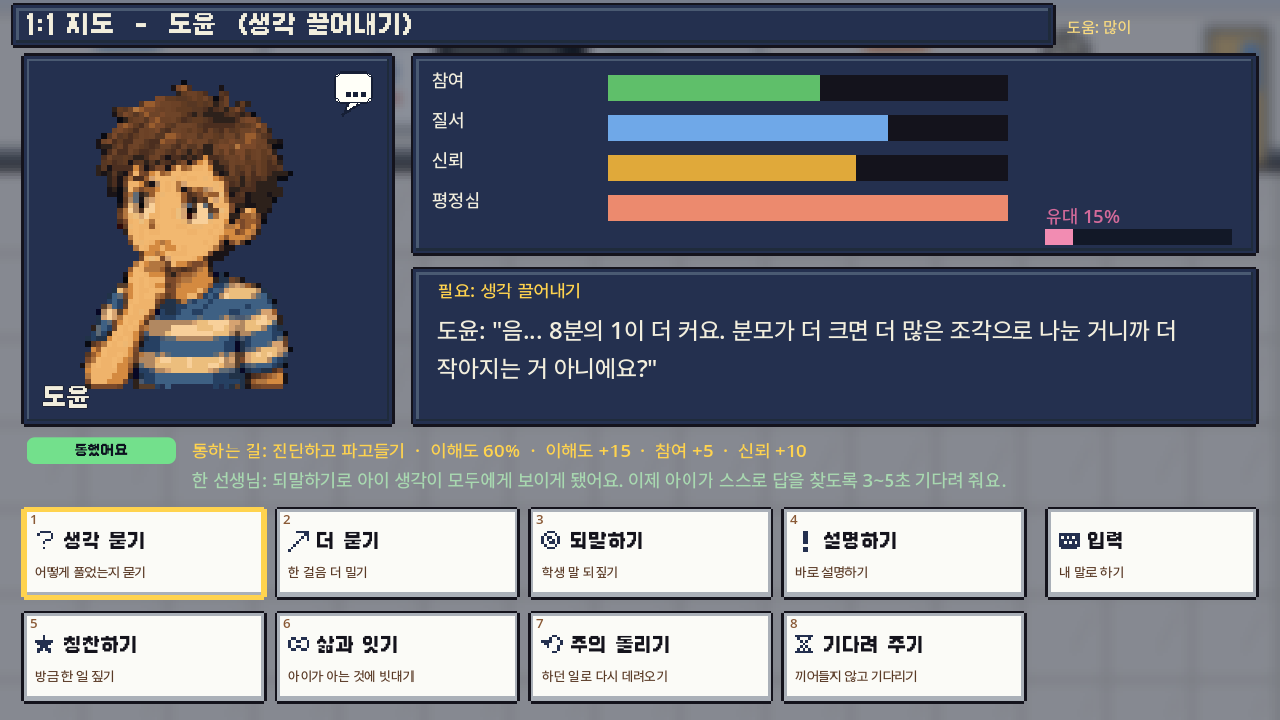 1:1 지도 - 도윤 (생각 끌어내기)
도움: 많이
...
도윤
참여
질서
신뢰
평정심
유대 15%
필요: 생각 끌어내기
도윤: "음... 8분의 1이 더 커요. 분모가 더 크면 더 많은 조각으로 나눈 거니까 더
작아지는 거 아니에요?"
통했어요
통하는 길: 진단하고 파고들기 · 이해도 60% · 이해도 +15 · 참여 +5 · 신뢰 +10
한 선생님: 되말하기로 아이 생각이 모두에게 보이게 됐어요. 이제 아이가 스스로 답을 찾도록 3~5초 기다려 줘요.
1
? 생각 묻기
어떻게 풀었는지 묻기
2
더 묻기
한 걸음 더 밀기
3
되말하기
학생 말 되짚기
4
! 설명하기
바로 설명하기
입력
내 말로 하기
5
칭찬하기
방금 한 일 짚기
6
삶과 잇기
아이가 아는 것에 빗대기
7
주의 돌리기
하던 일로 다시 데려오기
8
기다려 주기
끼어들지 않고 기다리기